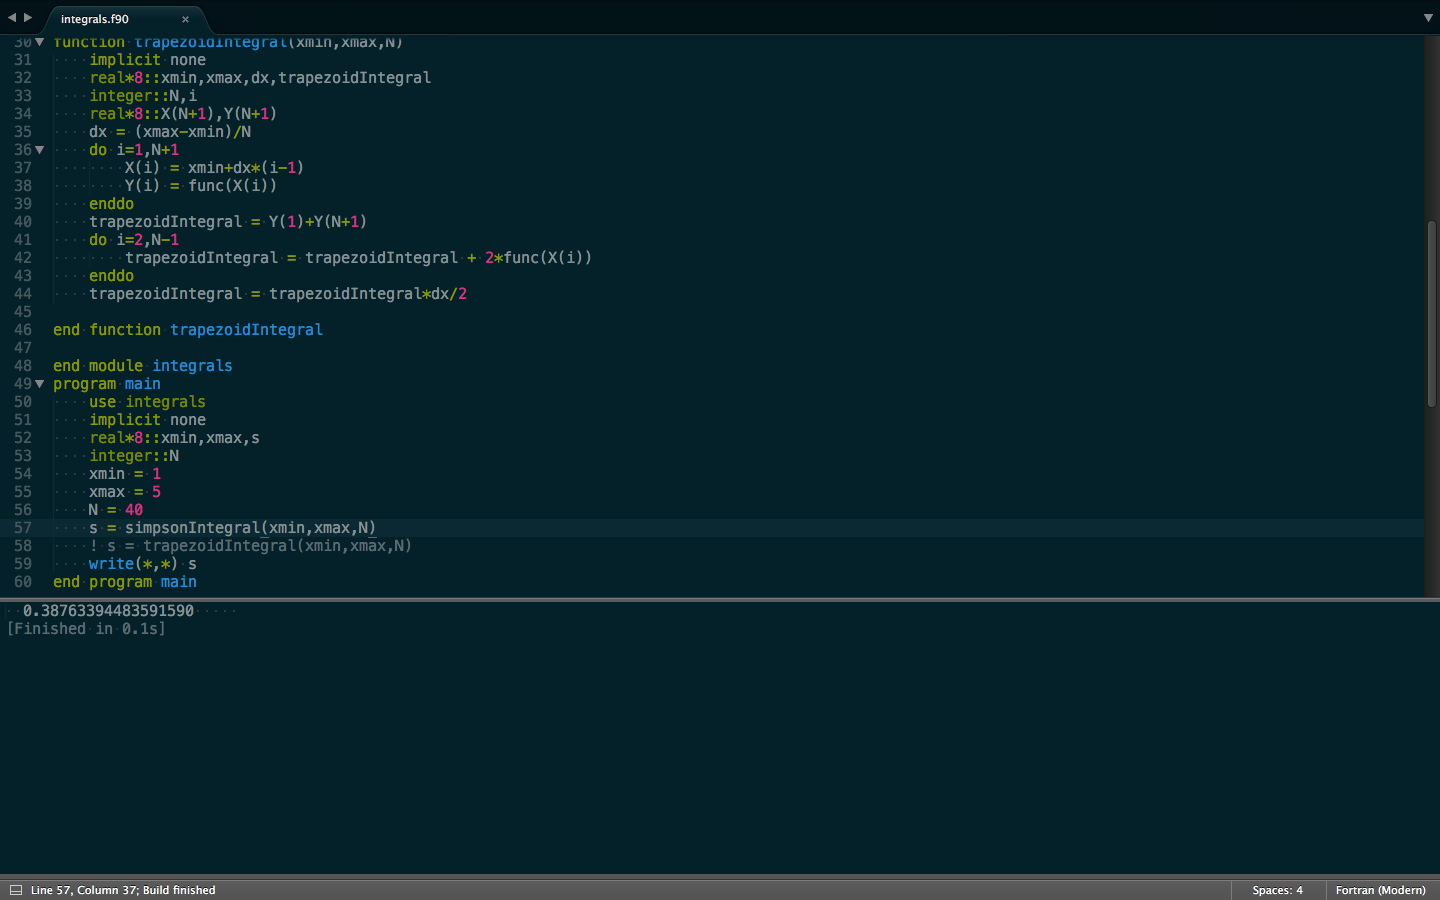 integrals.f90 ×
30 function trapezoidIntegral(xmin,xmax,N)
31 implicit none
32 real*8::xmin,xmax,dx,trapezoidIntegral
33 integer::N,i
34 real*8::X(N+1),Y(N+1)
35 dx = (xmax-xmin)/N
36 do i=1,N+1
37 X(i) = xmin+dx*(i-1)
38 Y(i) = func(X(i))
39 enddo
40 trapezoidIntegral = Y(1)+Y(N+1)
41 do i=2,N-1
42 trapezoidIntegral = trapezoidIntegral + 2*func(X(i))
43 enddo
44 trapezoidIntegral = trapezoidIntegral*dx/2
45
46 end function trapezoidIntegral
47
48 end module integrals
49 program main
50 use integrals
51 implicit none
52 real*8::xmin,xmax,s
53 integer::N
54 xmin = 1
55 xmax = 5
56 N = 40
57 s = simpsonIntegral(xmin,xmax,N)
58 ! s = trapezoidIntegral(xmin,xmax,N)
59 write(*,*) s
60 end program main
0.38763394483591590
[Finished in 0.1s]
Line 57, Column 37; Build finished Spaces: 4 Fortran (Modern)